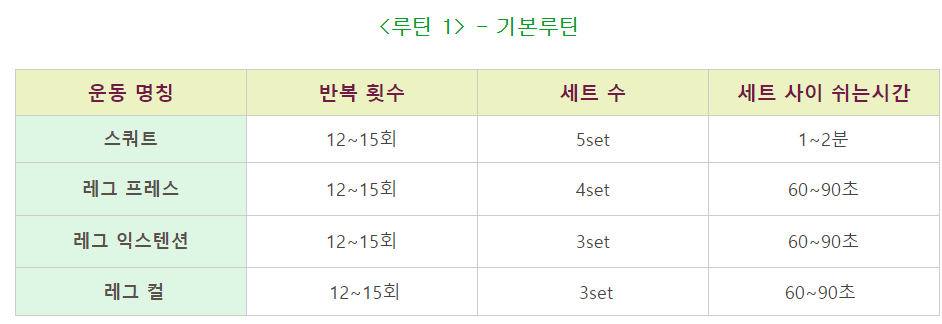 <루틴 1> - 기본루틴
운동 명칭 반복 횟수 세트 수 세트 사이 쉬는시간
스쿼트 12~15회 5set 1~2분
레그 프레스 12~15회 4set 60~90초
레그 익스텐션 12~15회 3set 60~90초
레그 컬 12~15회 3set 60~90초